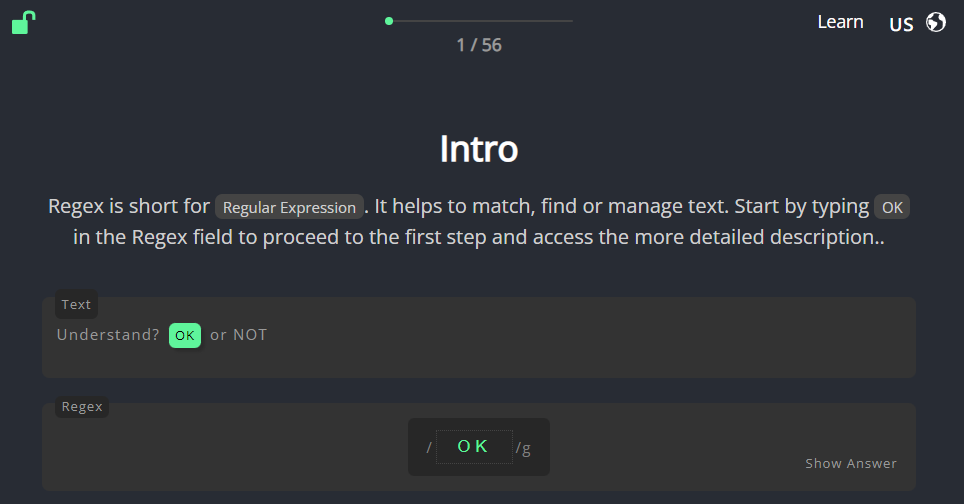 Learn US
1 / 56
Intro
Regex is short for Regular Expression. It helps to match, find or manage text. Start by typing OK
in the Regex field to proceed to the first step and access the more detailed description..
Text
Understand? OK or NOT
Regex
/ OK /g
Show Answer